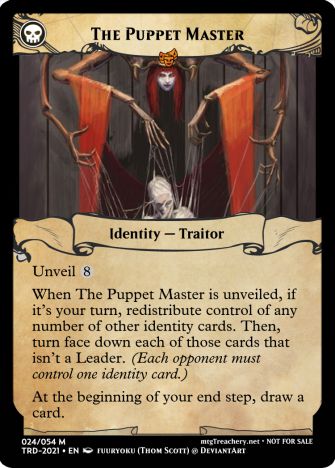 The Puppet Master
Identity — Traitor
Unveil 8
When The Puppet Master is unveiled, if
it's your turn, redistribute control of any
number of other identity cards. Then,
turn face down each of those cards that
isn't a Leader. (Each opponent must
control one identity card.)
At the beginning of your end step, draw a
card.
024/054 M
mtgTreachery.net • NOT FOR SALE
TRD-2021 • EN FUURYOKU (THOM SCOTT) @ DEVIANTART